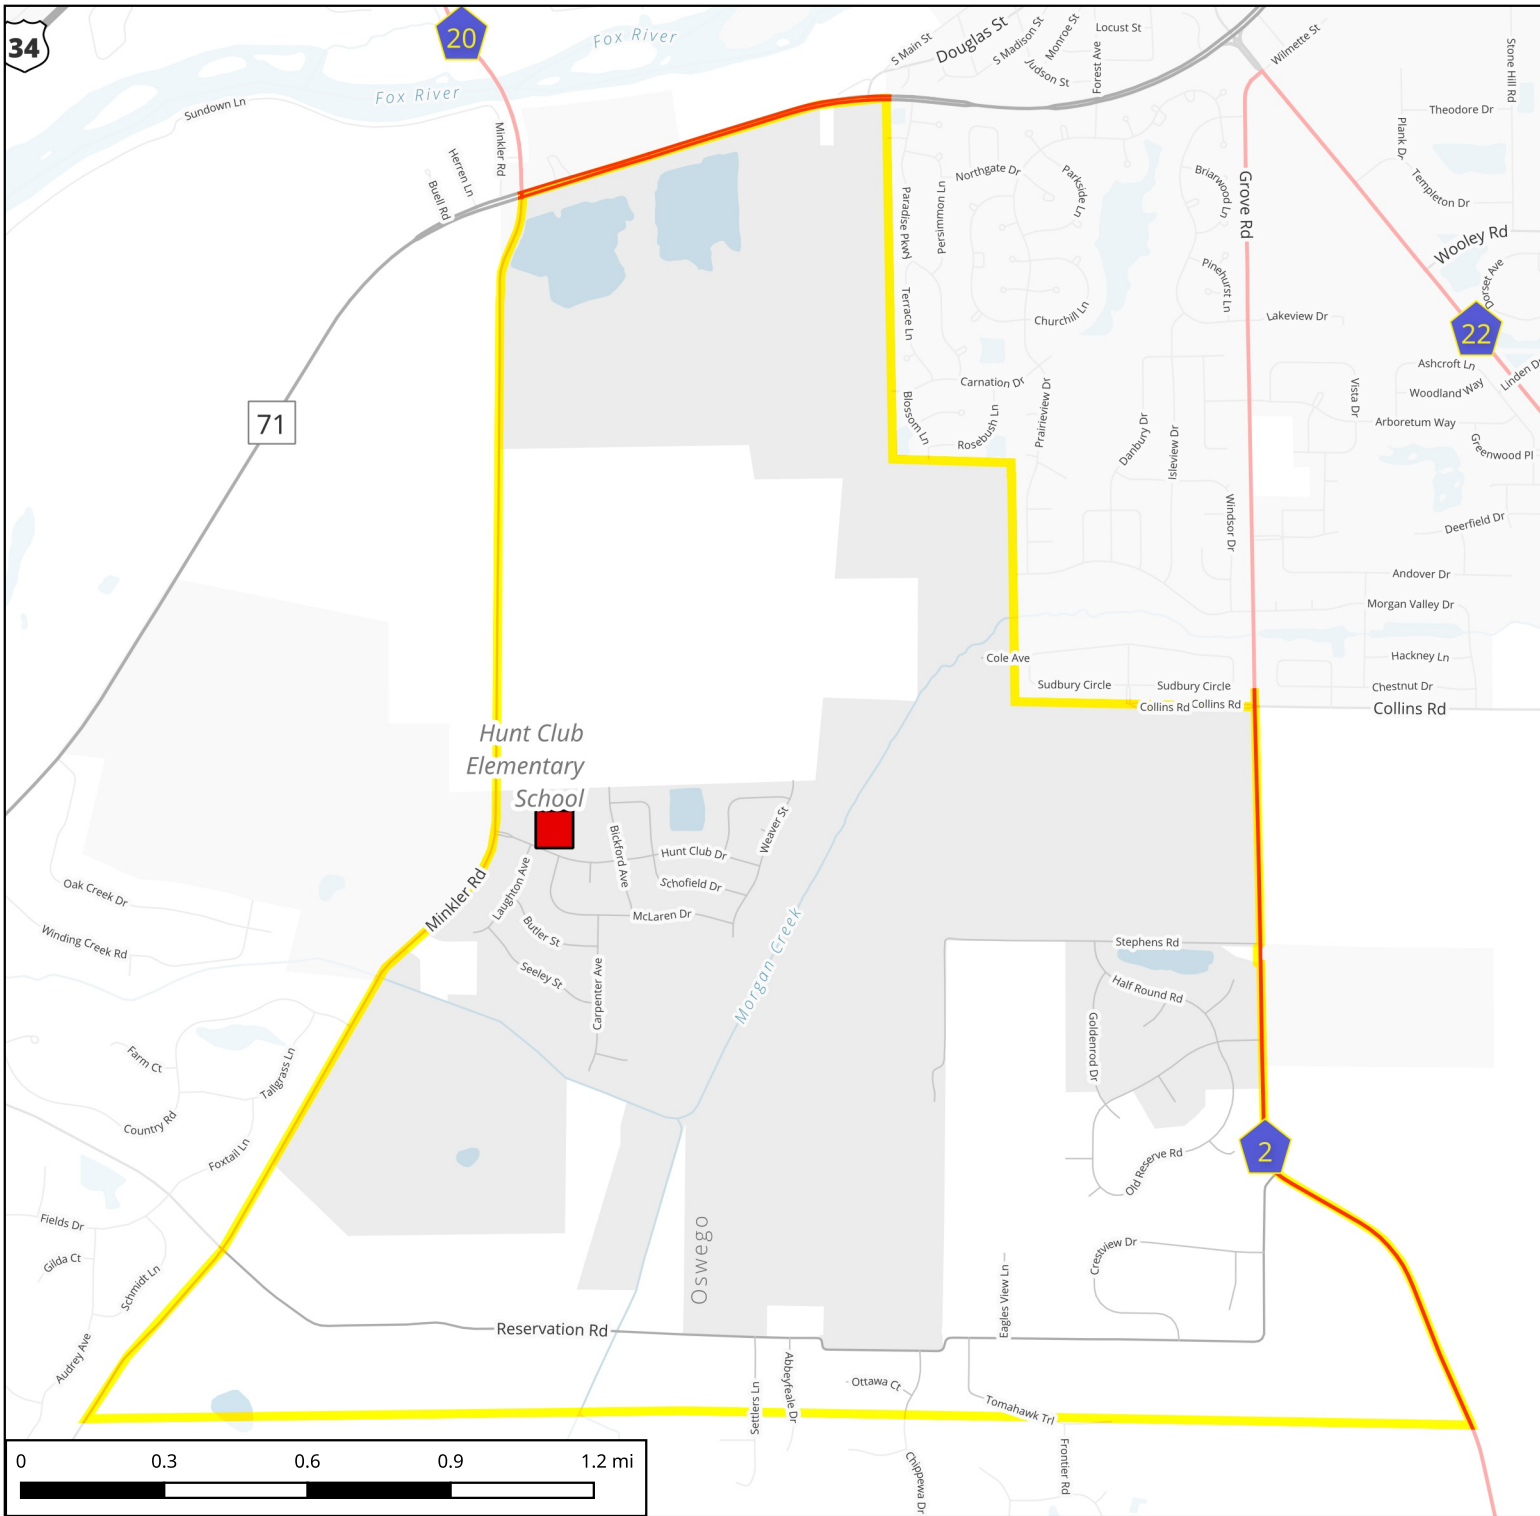 34
20
Fox River
Fox River
Sundown Ln
Minkler Rd
Herren Ln
Buell Rd
S Main St
Douglas St
S Madison St
Monroe St
Judson St
Forest Ave
Locust St
Wilmette St
Stone Hill Rd
Theodore Dr
Plank Dr
Templeton Dr
Wooley Rd
Dorset Ave
22
Northgate Dr
Parkside Ln
Persimmon Ln
Paradise Pkwy
Briarwood Ln
Grove Rd
Pinehurst Ln
Terrace Ln
Churchill Ln
Lakeview Dr
Ashcroft Ln
Woodland Way
Linden Dr
Vista Dr
Arboretum Way
Greenwood Pl
71
Carnation Dr
Blossom Ln
Rosebush Ln
Prairieview Dr
Danbury Dr
Isleview Dr
Windsor Dr
Deerfield Dr
Andover Dr
Morgan Valley Dr
Hackney Ln
Chestnut Dr
Cole Ave
Sudbury Circle
Sudbury Circle
Collins Rd
Collins Rd
Collins Rd
Hunt Club
Elementary
School
Bickford Ave
Hunt Club Dr
Weaver St
Schofield Dr
McLaren Dr
Laughton Ave
Butler St
Seeley St
Carpenter Ave
Minkler Rd
Oak Creek Dr
Winding Creek Rd
Morgan Creek
Stephens Rd
Half Round Rd
Goldenrod Dr
Farm Ct
Tallgrass Ln
Country Rd
Foxtail Ln
2
Old Reserve Rd
Fields Dr
Gilda Ct
Schmidt Ln
Oswego
Crestview Dr
Eagles View Ln
Reservation Rd
Audrey Ave
Settlers Ln
Abbeyfeale Dr
Ottawa Ct
Tomahawk Trl
Chippewa Dr
Frontier Rd
0 0.3 0.6 0.9 1.2 mi